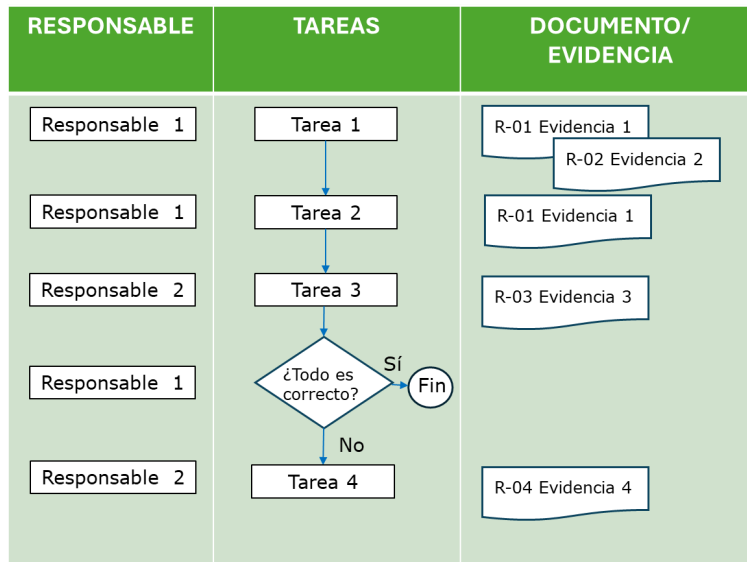 RESPONSABLE
TAREAS
DOCUMENTO/
EVIDENCIA
Responsable 1
Tarea 1
R-01 Evidencia 1
R-02 Evidencia 2
Responsable 1
Tarea 2
R-01 Evidencia 1
Responsable 2
Tarea 3
R-03 Evidencia 3
Responsable 1
¿Todo es
correcto?
Sí
Fin
No
Responsable 2
Tarea 4
R-04 Evidencia 4